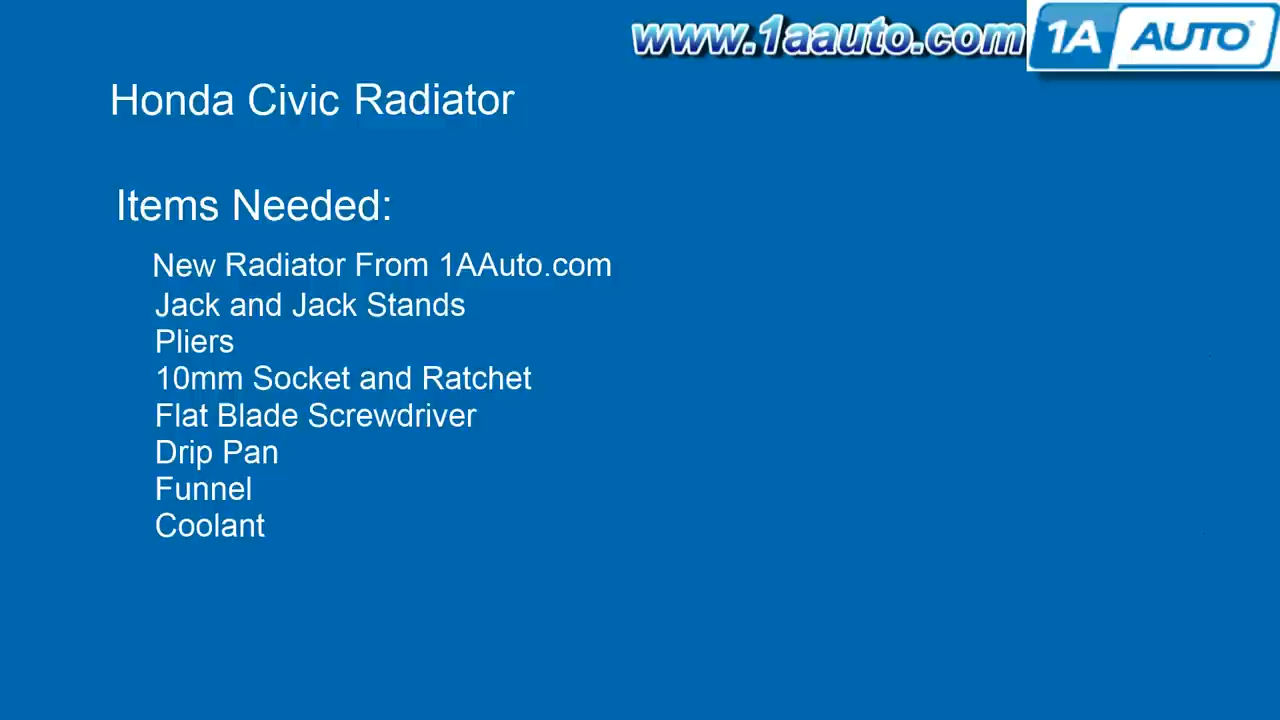 www.1aauto.com 1A AUTO
Honda Civic Radiator
Items Needed:
New Radiator From 1AAuto.com
Jack and Jack Stands
Pliers
10mm Socket and Ratchet
Flat Blade Screwdriver
Drip Pan
Funnel
Coolant